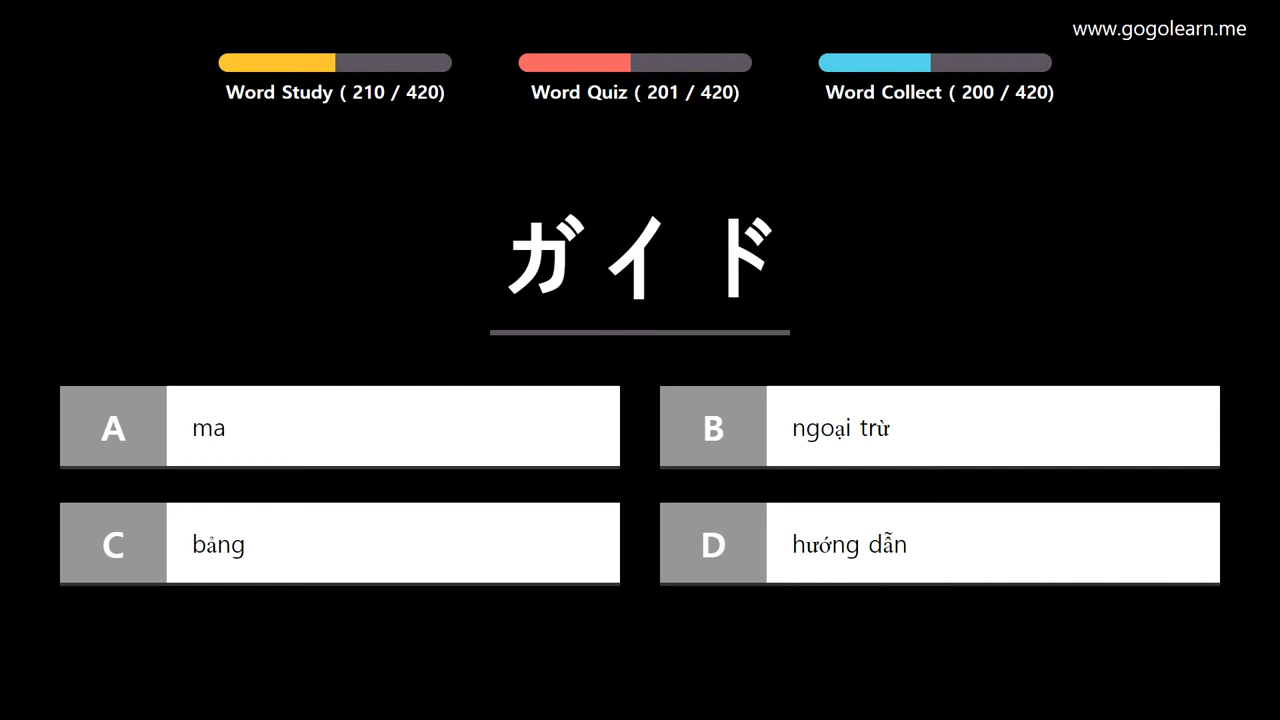 www.gogolearn.me
Word Study ( 210 / 420)
Word Quiz ( 201 / 420)
Word Collect ( 200 / 420)
ガイド
A
ma
B
ngoại trừ
C
bảng
D
hướng dẫn